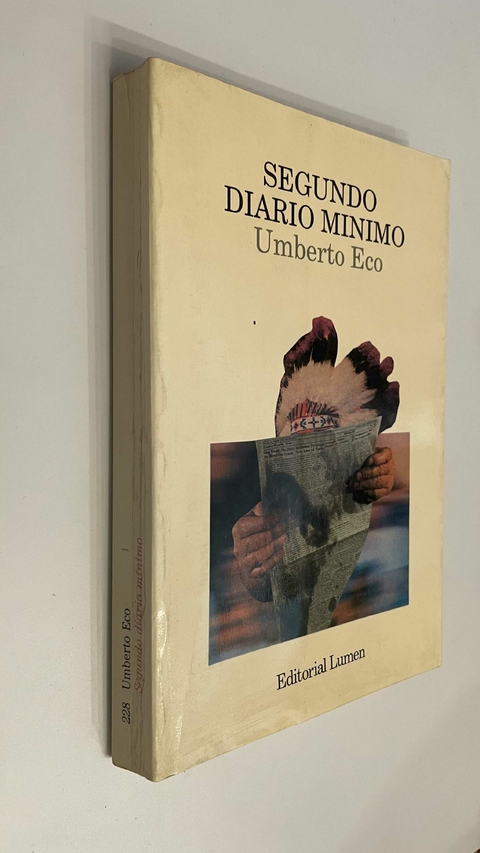 SEGUNDO
DIARIO MINIMO
Umberto Eco
Editorial Lumen
228 Umberto Eco
Segundo diario mínimo